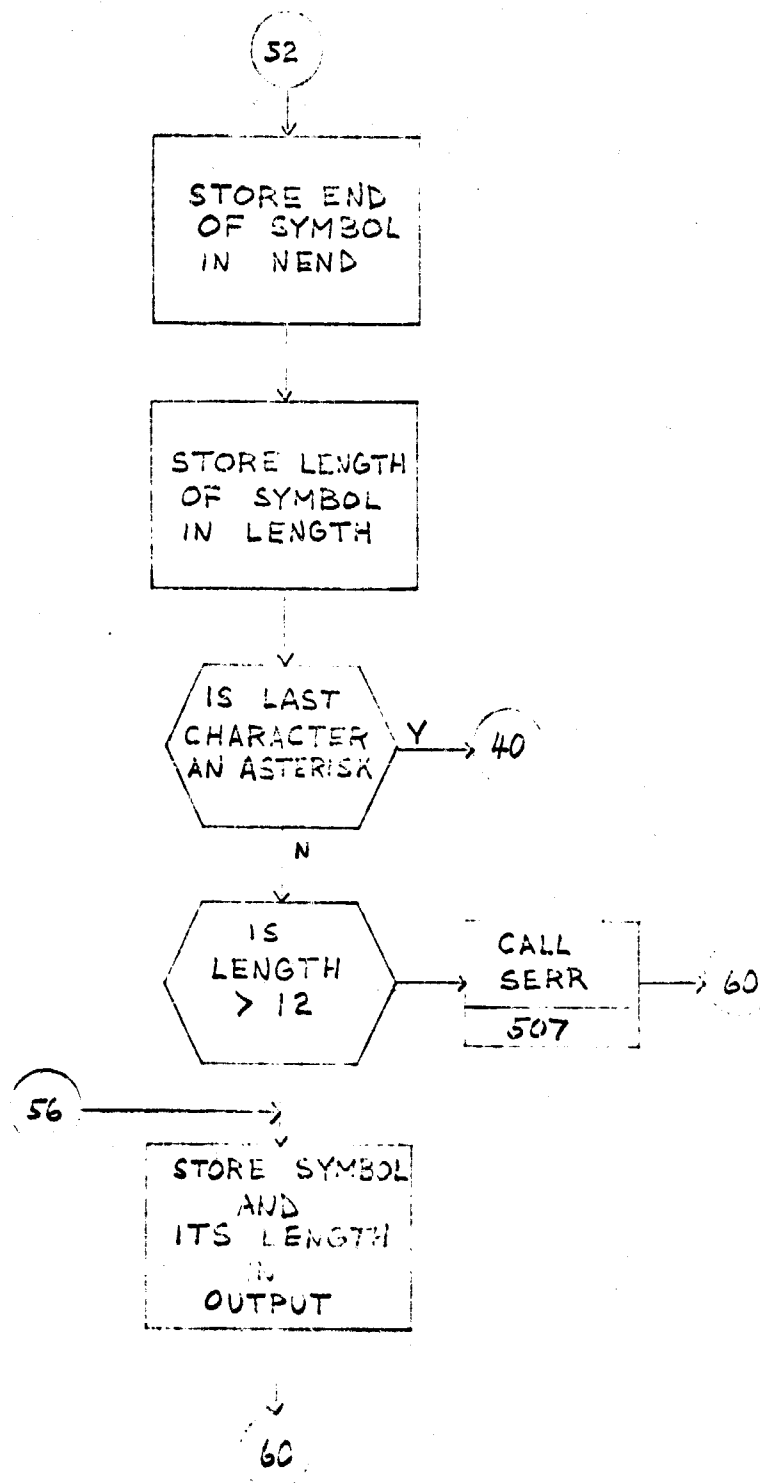 52
STORE END
OF SYMBOL
IN NEND
STORE LENGTH
OF SYMBOL
IN LENGTH
IS LAST
CHARACTER
AN ASTERISK
Y
40
N
IS
LENGTH
> 12
CALL
SERR
507
60
56
STORE SYMBOL
AND
ITS LENGTH
IN
OUTPUT
60